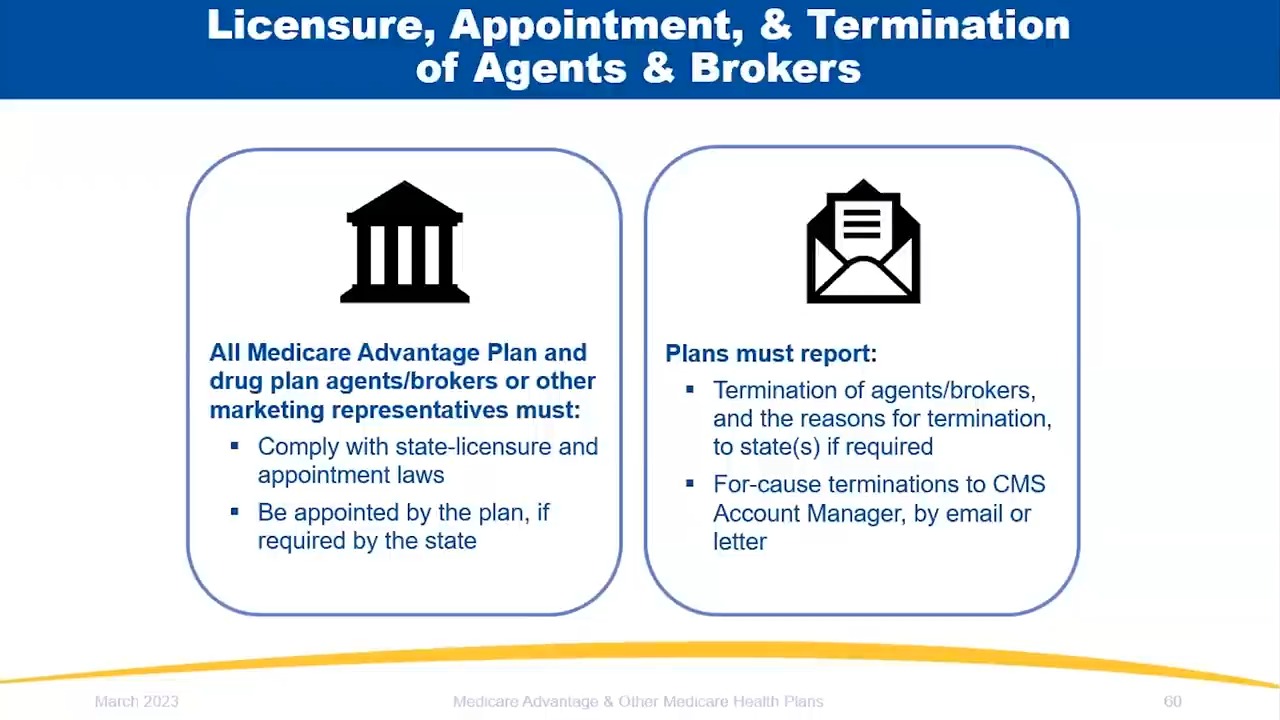 Licensure, Appointment, & Termination
of Agents & Brokers
All Medicare Advantage Plan and
drug plan agents/brokers or other
marketing representatives must:
▪ Comply with state-licensure and
appointment laws
▪ Be appointed by the plan, if
required by the state
Plans must report:
▪ Termination of agents/brokers,
and the reasons for termination,
to state(s) if required
▪ For-cause terminations to CMS
Account Manager, by email or
letter
March 2023
Medicare Advantage & Other Medicare Health Plans
60